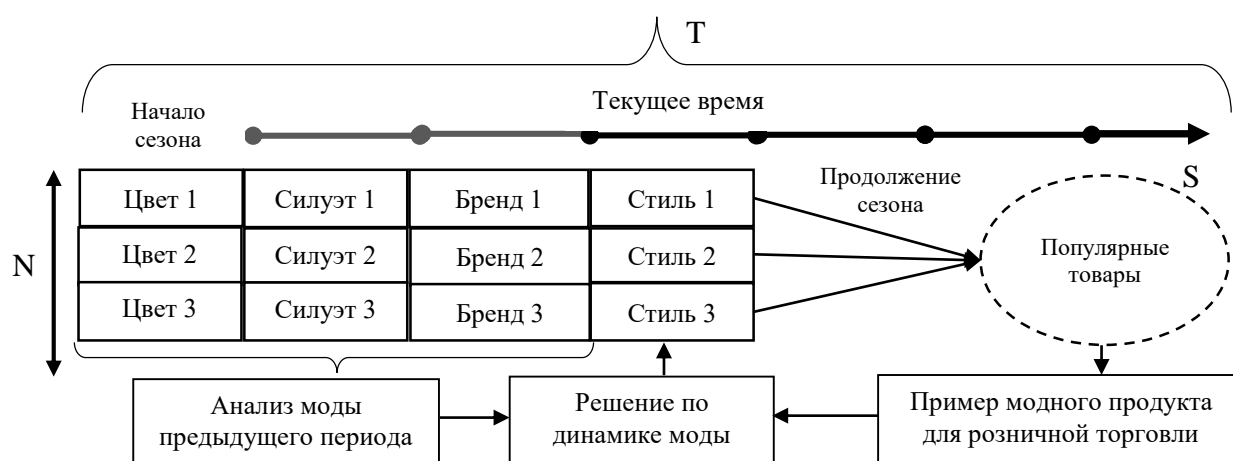 T
Текущее время
Начало
сезона
Продолжение
сезона
S
N
Цвет 1 Силуэт 1 Бренд 1 Стиль 1
Цвет 2 Силуэт 2 Бренд 2 Стиль 2
Цвет 3 Силуэт 3 Бренд 3 Стиль 3
Популярные
товары
Анализ моды
предыдущего периода
Решение по
динамике моды
Пример модного продукта
для розничной торговли